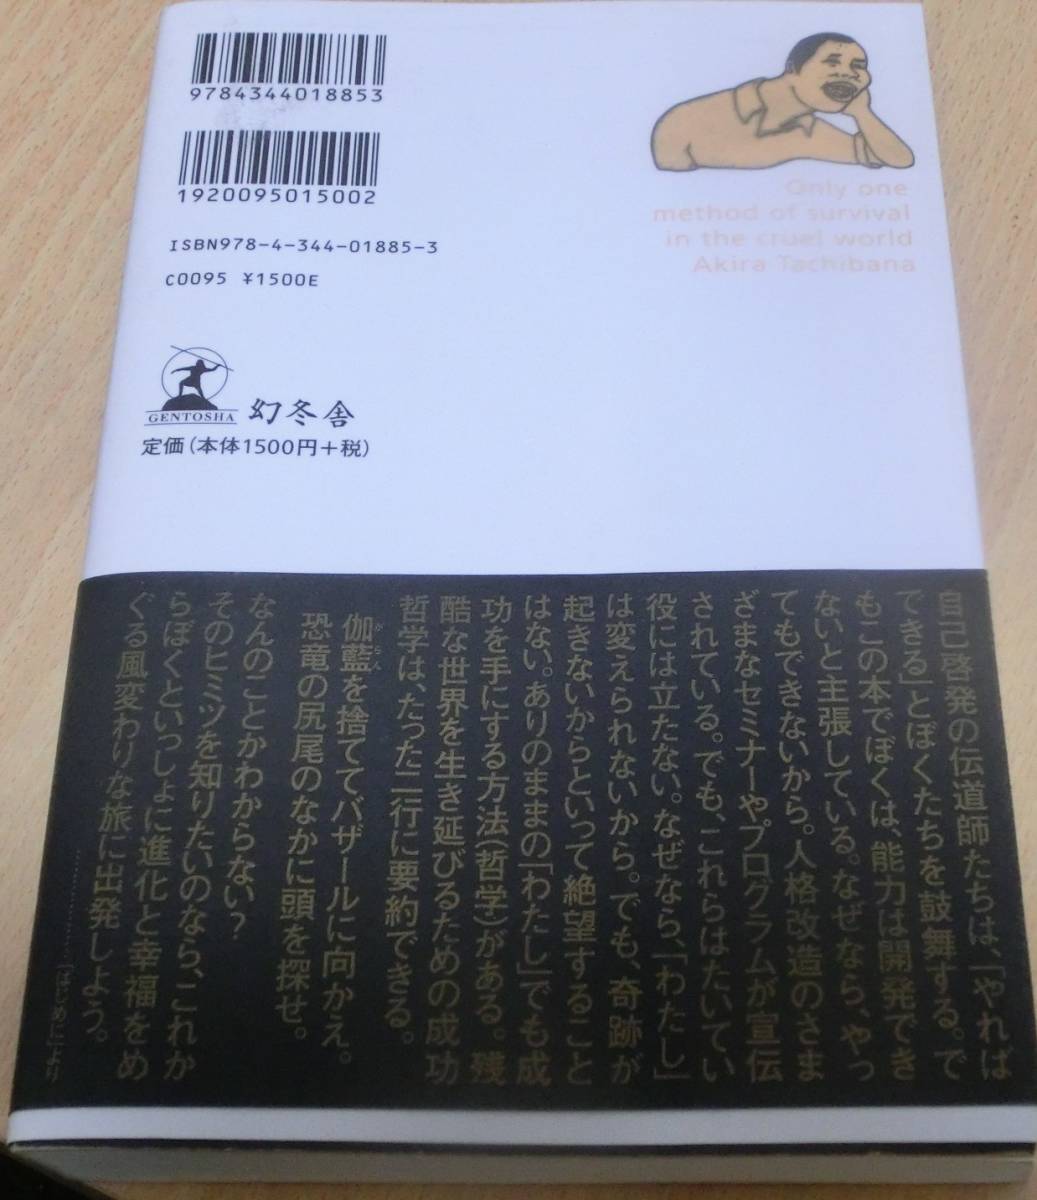 9784344018853
1920095015002
ISBN978-4-344-01885-3
C0095 ¥1500E
GENTOSHA
幻冬舎
定価(本体1500円+税)
Only one
method of survival
in the cruel world
Akira Tachibana
自己啓発の伝道師たちは、「やれば
できる」とぼくたちを鼓舞する。で
もこの本でぼくは、能力は開発でき
ないと主張している。なぜなら、やっ
てもできないから。人格改造のさま
ざまなセミナーやプログラムが宣伝
されている。でも、これらはたいてい
役には立たない。なぜなら、「わたし」
は変えられないから。でも、奇跡が
起きないからといって絶望すること
はない。ありのままの「わたし」でも成
功を手にする方法(哲学)がある。残
酷な世界を生き延びるための成功
哲学は、たった二行に要約できる。
伽藍を捨ててバザールに向かえ。
がらん
恐竜の尻尾のなかに頭を探せ。
なんのことかわからない?
そのヒミツを知りたいのなら、これか
らぼくといっしょに進化と幸福をめ
ぐる風変わりな旅に出発しよう。
「はじめに」より